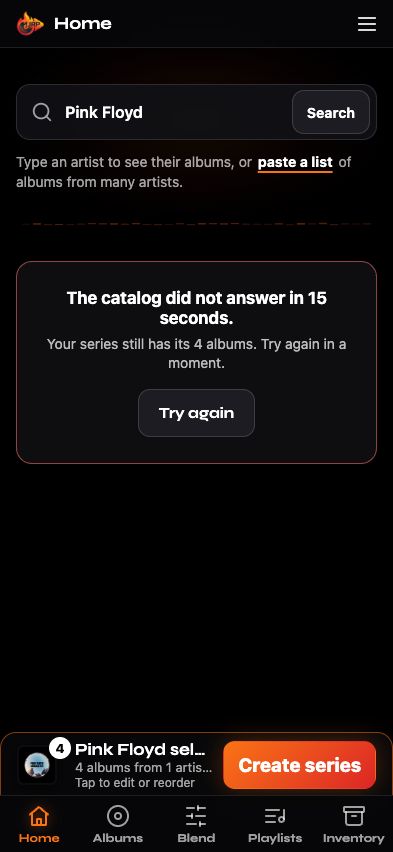 Home
Pink Floyd
Search
Type an artist to see their albums, or paste a list of
albums from many artists.
The catalog did not answer in 15
seconds.
Your series still has its 4 albums. Try again in a
moment.
Try again
4
Pink Floyd sel...
4 albums from 1 artis...
Tap to edit or reorder
Create series
Home
Albums
Blend
Playlists
Inventory